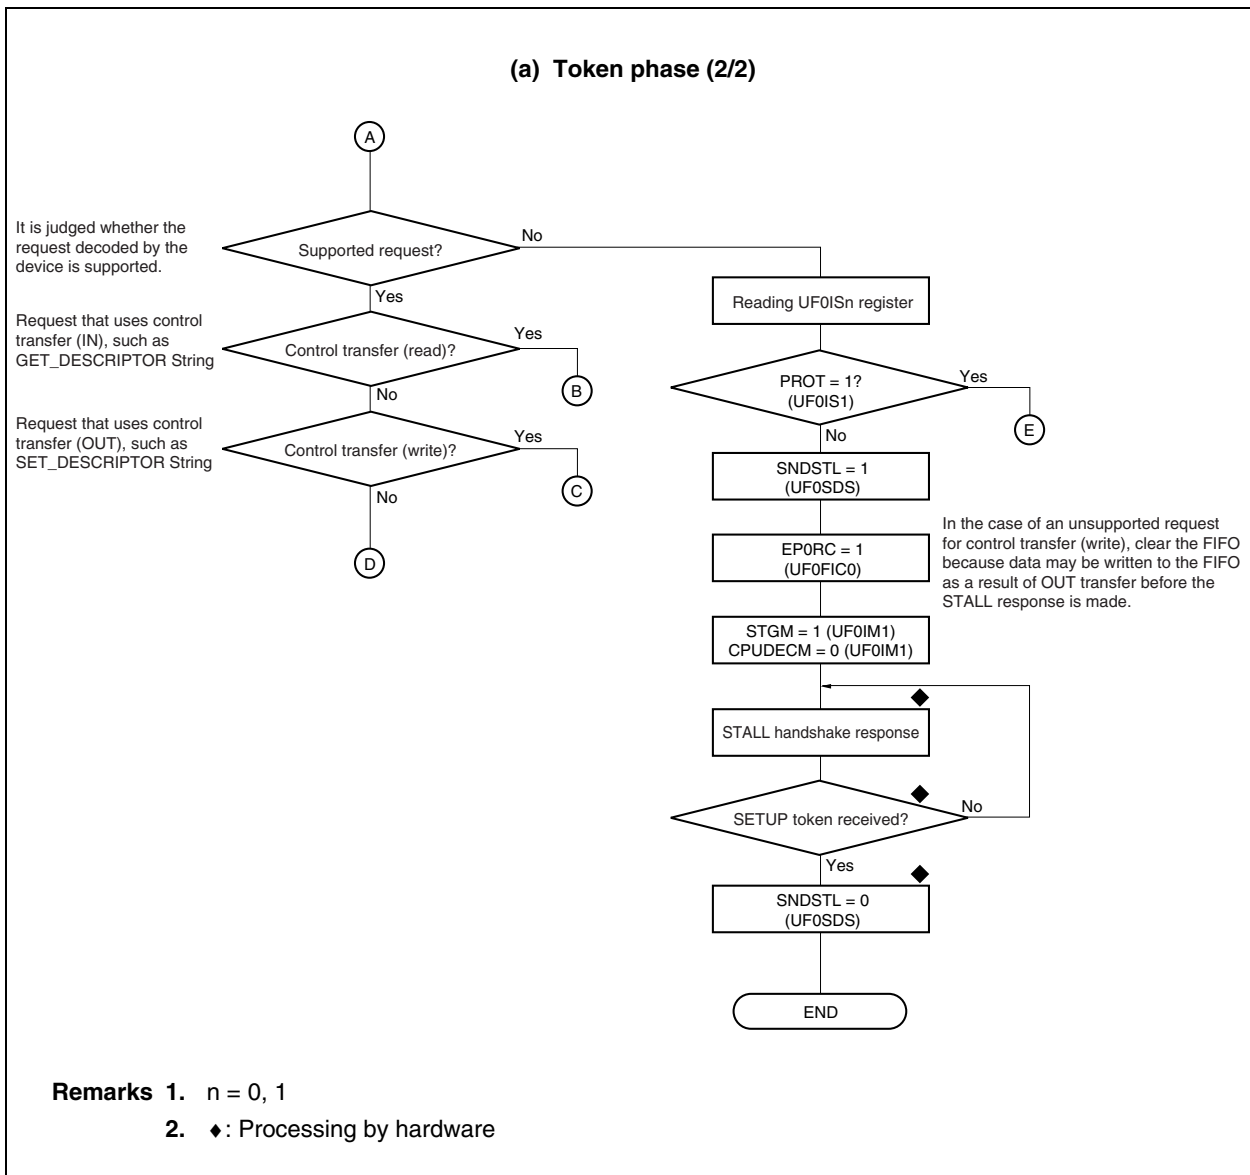 (a) Token phase (2/2)
A
It is judged whether the
request decoded by the
device is supported.
Supported request?
No
Yes
Reading UF0ISn register
Request that uses control
transfer (IN), such as
GET_DESCRIPTOR String
Control transfer (read)?
Yes
B
No
PROT = 1?
(UF0IS1)
Yes
E
No
Request that uses control
transfer (OUT), such as
SET_DESCRIPTOR String
Control transfer (write)?
Yes
C
No
D
SNDSTL = 1
(UF0SDS)
EP0RC = 1
(UF0FIC0)
In the case of an unsupported request
for control transfer (write), clear the FIFO
because data may be written to the FIFO
as a result of OUT transfer before the
STALL response is made.
STGM = 1 (UF0IM1)
CPUDECM = 0 (UF0IM1)
STALL handshake response
SETUP token received?
No
Yes
SNDSTL = 0
(UF0SDS)
END
Remarks 1. n = 0, 1
2. ♦: Processing by hardware